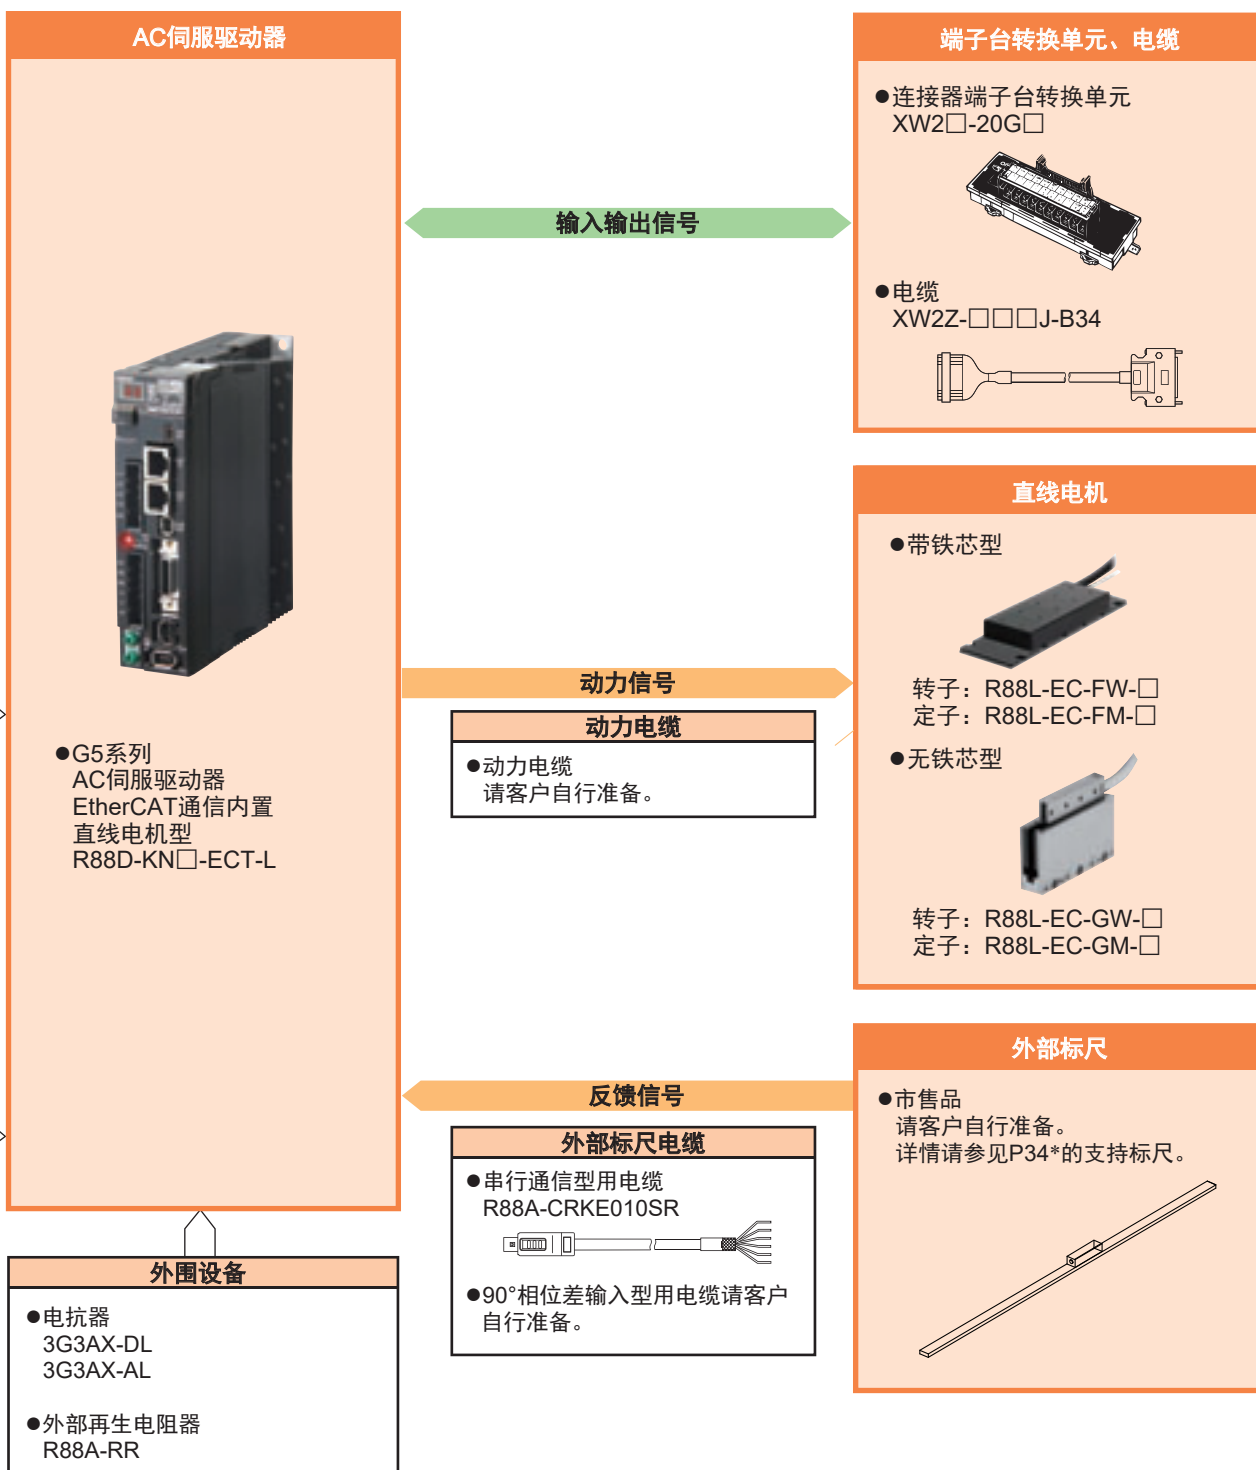 AC伺服驱动器
●G5系列
AC伺服驱动器
EtherCAT通信内置
直线电机型
R88D-KN□-ECT-L
输入输出信号
端子台转换单元、电缆
●连接器端子台转换单元
XW2□-20G□
●电缆
XW2Z-□□□J-B34
动力信号
动力电缆
●动力电缆
请客户自行准备。
直线电机
●带铁芯型
转子：R88L-EC-FW-□
定子：R88L-EC-FM-□
●无铁芯型
转子：R88L-EC-GW-□
定子：R88L-EC-GM-□
反馈信号
外部标尺电缆
●串行通信型用电缆
R88A-CRKE010SR
●90°相位差输入型用电缆请客户
自行准备。
外部标尺
●市售品
请客户自行准备。
详情请参见P34*的支持标尺。
外围设备
●电抗器
3G3AX-DL
3G3AX-AL
●外部再生电阻器
R88A-RR